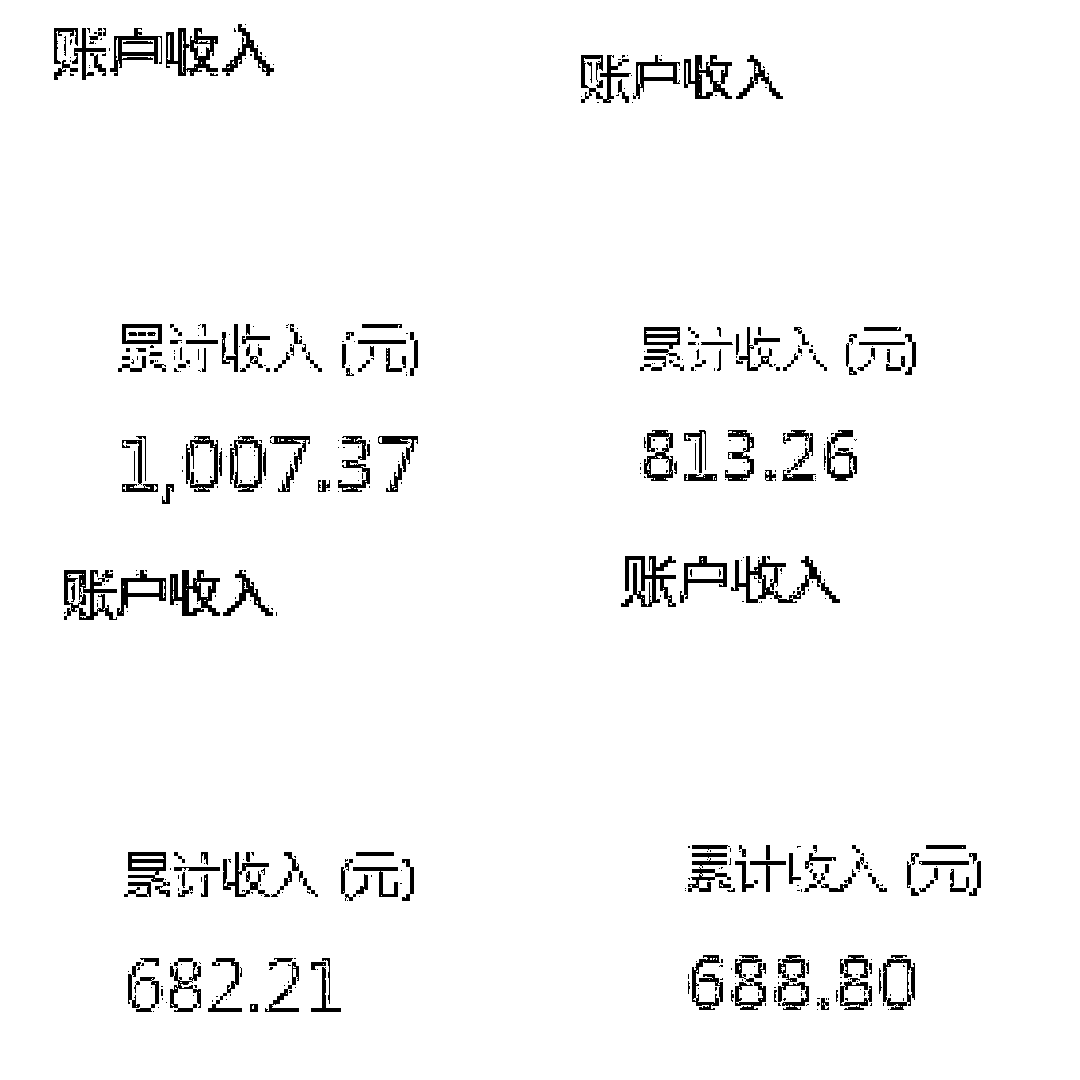 账户收入
账户收入
累计收入 (元)
累计收入 (元)
1,007.37
813.26
账户收入
账户收入
累计收入 (元)
累计收入 (元)
682.21
688.80